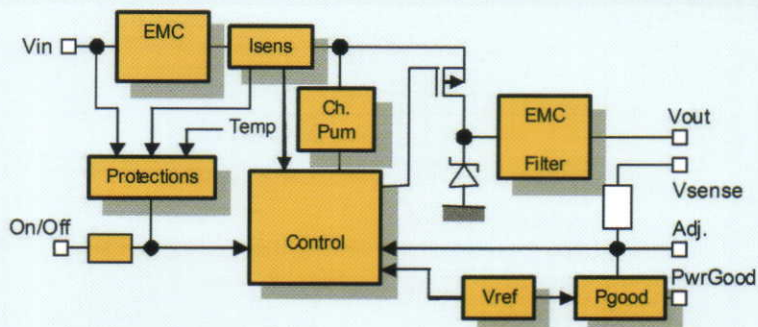 EMC
Isens
Vin
Ch.
Pum
EMC
Filter
Vout
Temp
Protections
Vsense
On/Off
Control
Adj.
PwrGood
Vref
Pgood